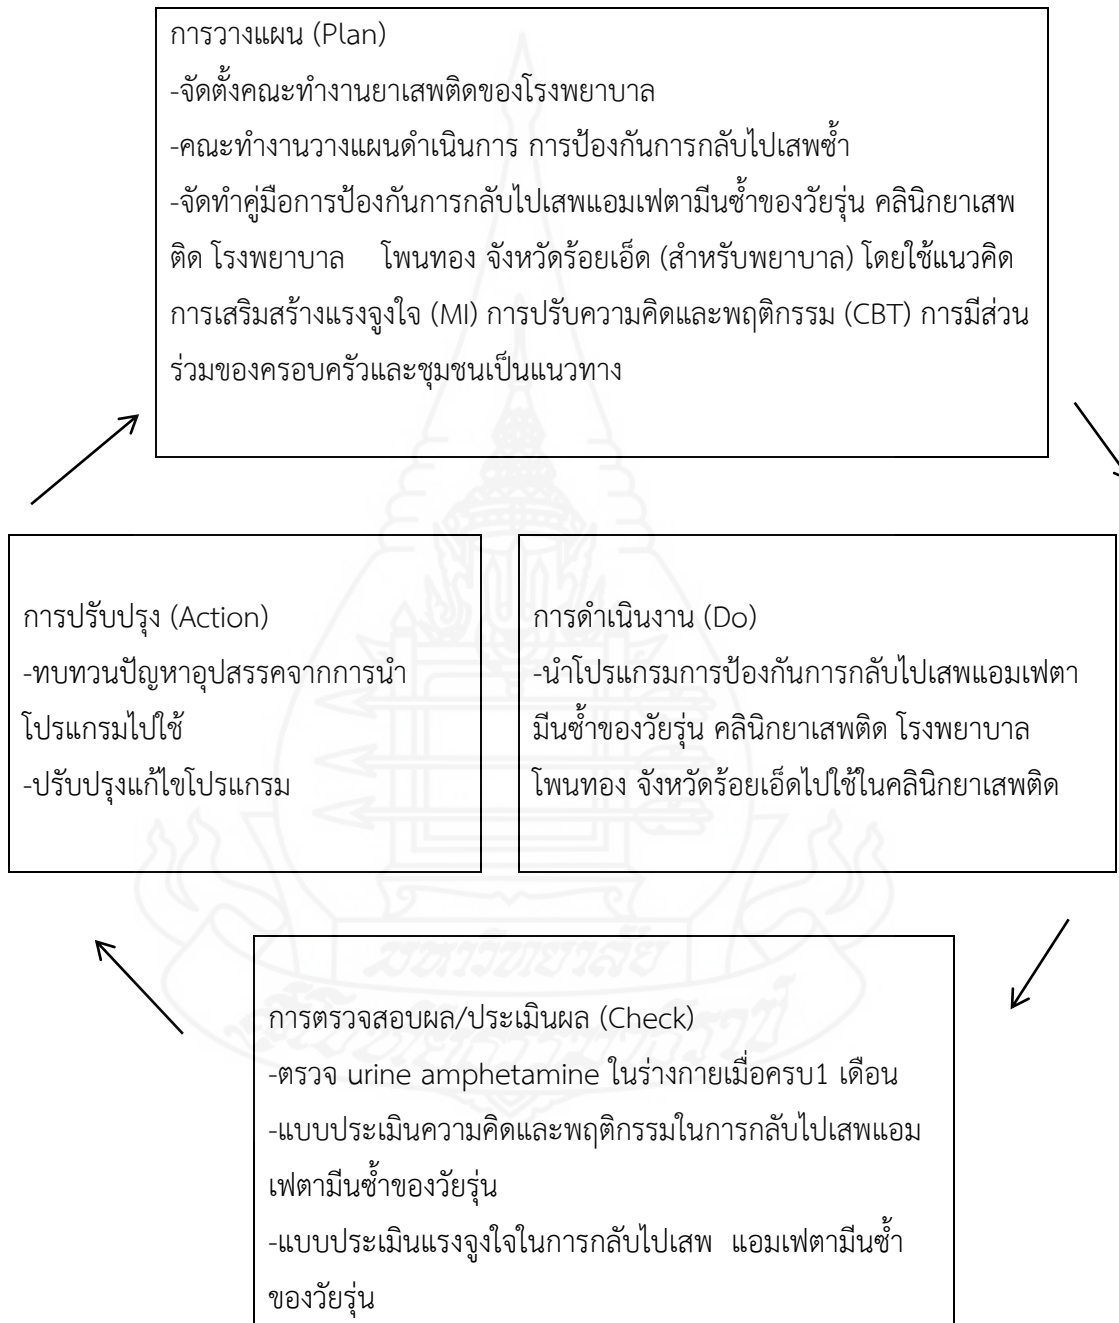 การวางแผน (Plan)
-จัดตั้งคณะทำงานยาเสพติดของโรงพยาบาล
-คณะทำงานวางแผนดำเนินการ การป้องกันการกลับไปเสพซ้ำ
-จัดทำคู่มือการป้องกันการกลับไปเสพแอมเฟตามีนซ้ำของวัยรุ่น คลินิกยาเสพ
ติด โรงพยาบาล โพนทอง จังหวัดร้อยเอ็ด (สำหรับพยาบาล) โดยใช้แนวคิด
การเสริมสร้างแรงจูงใจ (MI) การปรับความคิดและพฤติกรรม (CBT) การมีส่วน
ร่วมของครอบครัวและชุมชนเป็นแนวทาง
การปรับปรุง (Action)
-ทบทวนปัญหาอุปสรรคจากการนำ
โปรแกรมไปใช้
-ปรับปรุงแก้ไขโปรแกรม
การดำเนินงาน (Do)
-นำโปรแกรมการป้องกันการกลับไปเสพแอมเฟตา
มีนซ้ำของวัยรุ่น คลินิกยาเสพติด โรงพยาบาล
โพนทอง จังหวัดร้อยเอ็ดไปใช้ในคลินิกยาเสพติด
การตรวจสอบผล/ประเมินผล (Check)
-ตรวจ urine amphetamine ในร่างกายเมื่อครบ1 เดือน
-แบบประเมินความคิดและพฤติกรรมในการกลับไปเสพแอม
เฟตามีนซ้ำของวัยรุ่น
-แบบประเมินแรงจูงใจในการกลับไปเสพ แอมเฟตามีนซ้ำ
ของวัยรุ่น
มหาวิทยาลัย
สุโขทัยธรรมาธิราช